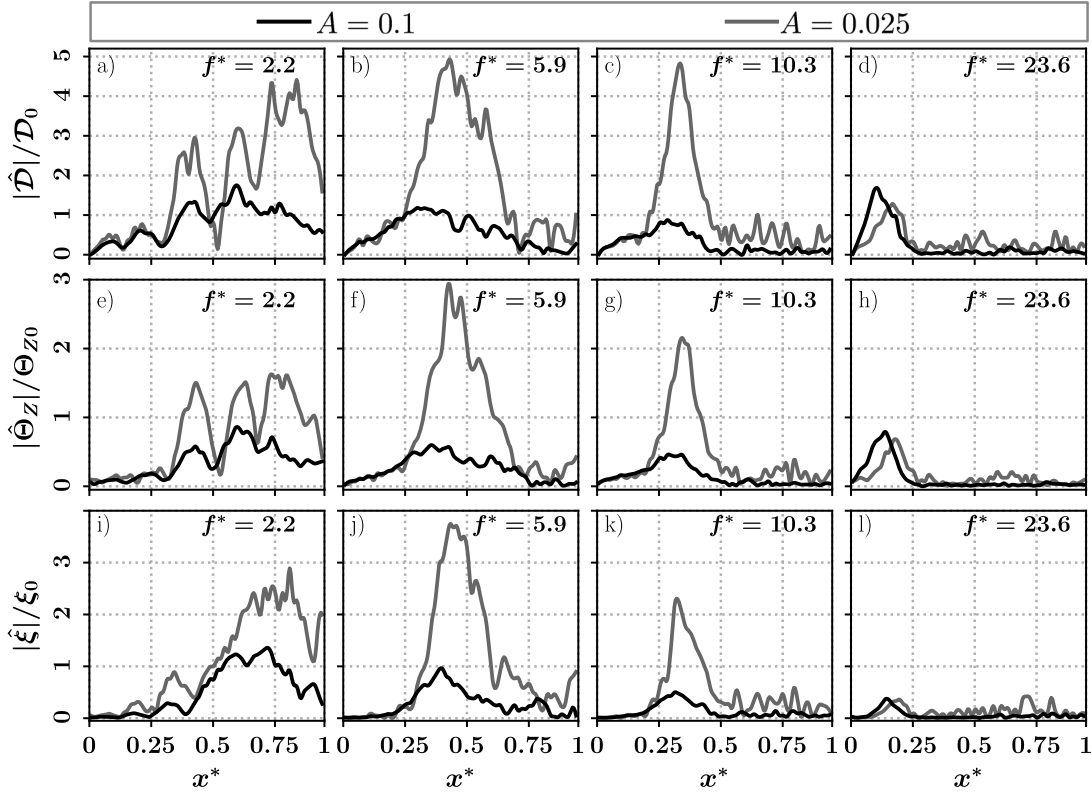 A = 0.1 A = 0.025
a) f* = 2.2 b) f* = 5.9 c) f* = 10.3 d) f* = 23.6
|𝒟̂|/𝒟₀
5
4
3
2
1
0
e) f* = 2.2 f) f* = 5.9 g) f* = 10.3 h) f* = 23.6
|Θ̂_Z|/Θ_Z0
3
2
1
0
i) f* = 2.2 j) f* = 5.9 k) f* = 10.3 l) f* = 23.6
|ξ̂|/ξ₀
3
2
1
0
0 0.25 0.5 0.75 1 0 0.25 0.5 0.75 1 0 0.25 0.5 0.75 1 0 0.25 0.5 0.75 1
x* x* x* x*